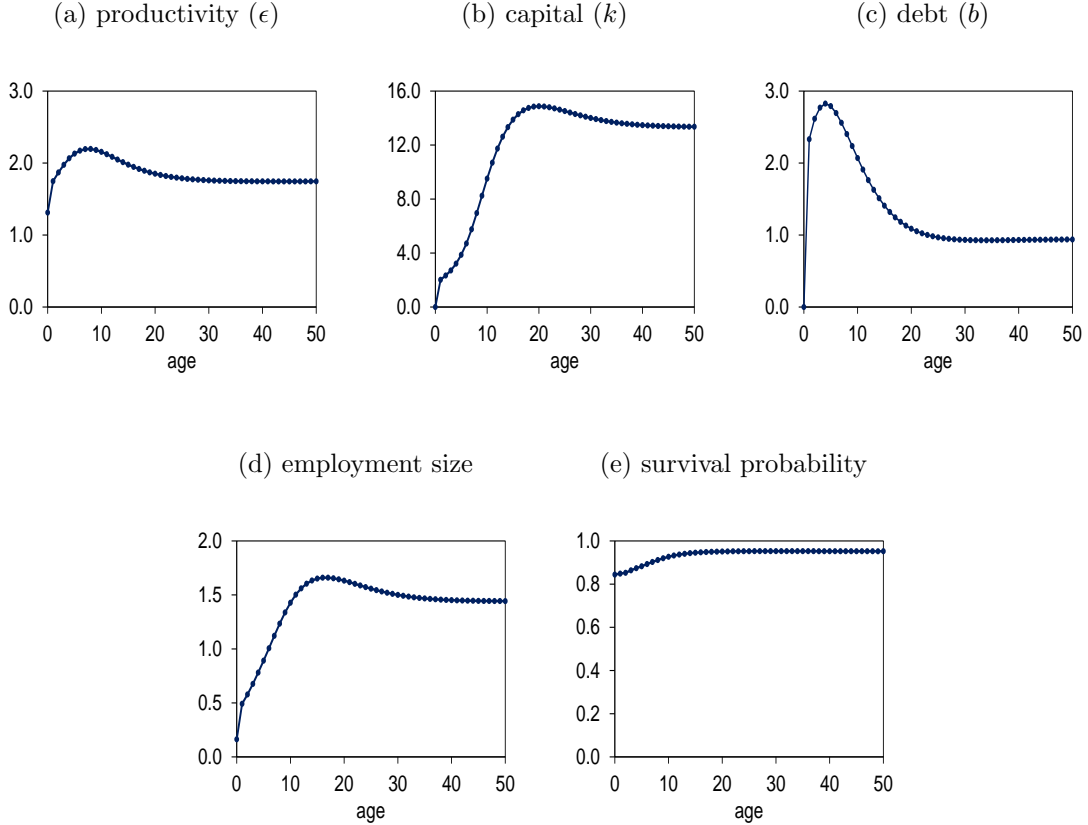 (a) productivity (ϵ) (b) capital (k) (c) debt (b)
3.0 16.0 3.0
12.0
2.0 2.0
8.0
1.0 1.0
4.0
0.0 0.0 0.0
0 10 20 30 40 50 0 10 20 30 40 50 0 10 20 30 40 50
age age age
(d) employment size (e) survival probability
2.0 1.0
0.8
1.5
0.6
1.0
0.4
0.5
0.2
0.0 0.0
0 10 20 30 40 50 0 10 20 30 40 50
age age